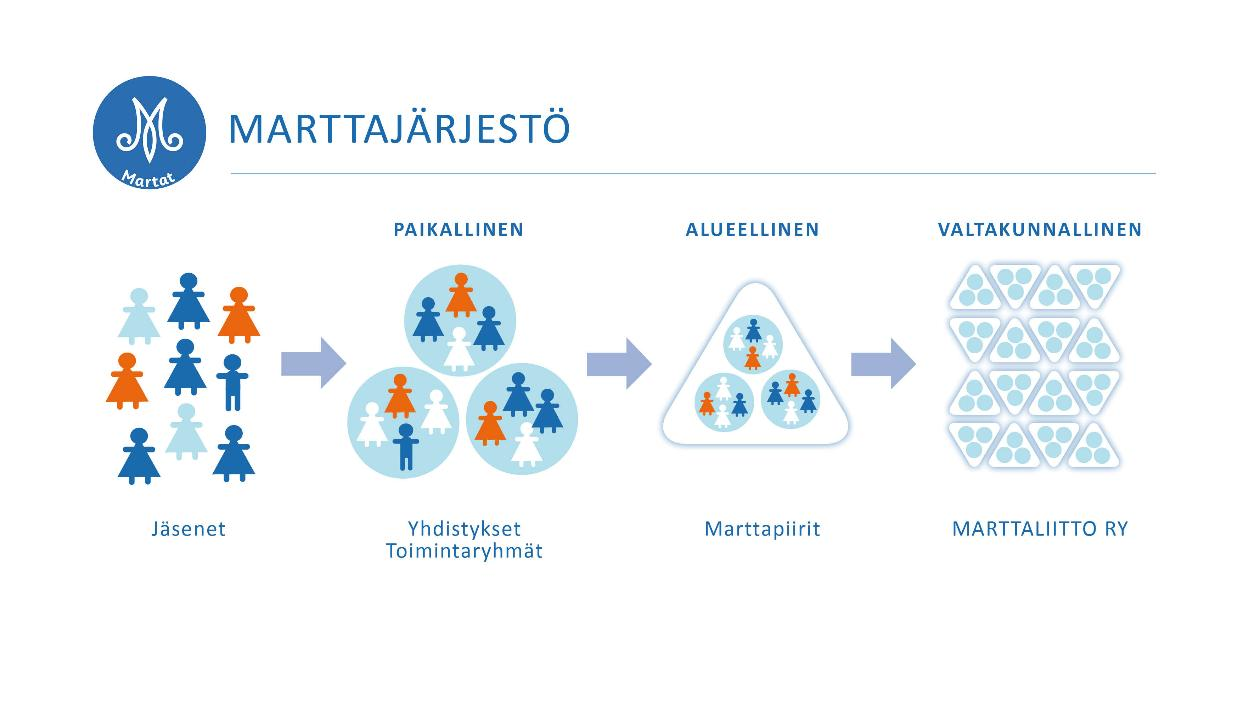 Martat
MARTTAJÄRJESTÖ
PAIKALLINEN
ALUEELLINEN
VALTAKUNNALLINEN
Jäsenet
Yhdistykset
Toimintaryhmät
Marttapiirit
MARTTALIITTO RY